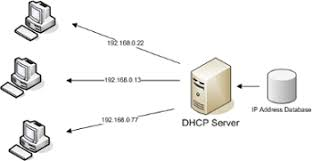 192.168.0.22
192.168.0.13
192.168.0.77
DHCP Server
IP Address Database